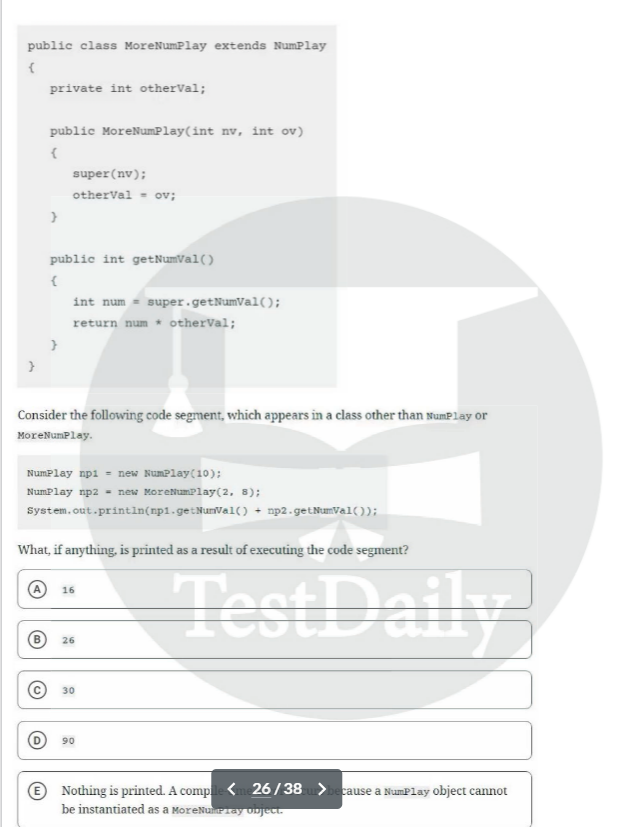 public class MoreNumPlay extends NumPlay
{
private int otherVal;
public MoreNumPlay(int nv, int ov)
{
super(nv);
otherVal = ov;
}
public int getNumVal()
{
int num = super.getNumVal();
return num * otherVal;
}
}
Consider the following code segment, which appears in a class other than NumPlay or
MoreNumPlay.
NumPlay np1 = new NumPlay(10);
NumPlay np2 = new MoreNumPlay(2, 8);
System.out.println(np1.getNumVal() + np2.getNumVal());
What, if anything, is printed as a result of executing the code segment?
A 16
TestDaily
B 26
C 30
D 90
E Nothing is printed. A because a NumPlay object cannot
< 26 / 38 >
be instantiated as a MoreNumPlay object.